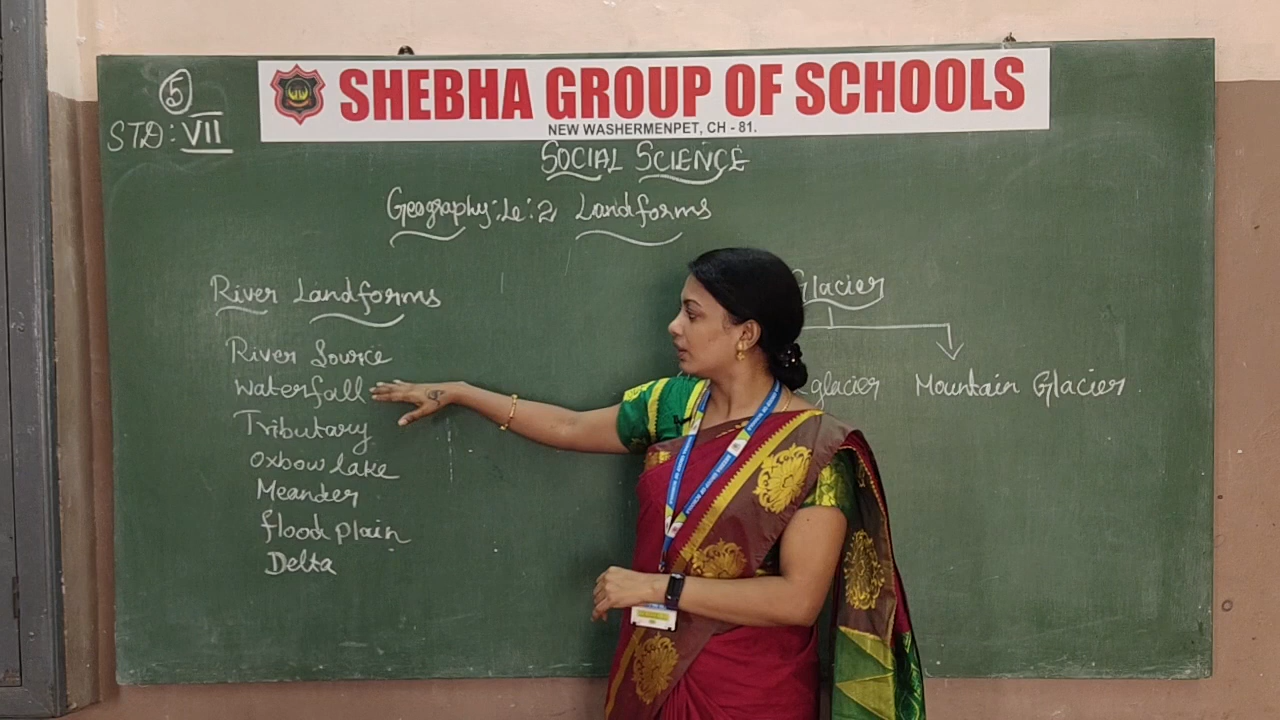 5
STD: VII
SHEBHA GROUP OF SCHOOLS
NEW WASHERMENPET, CH - 81.
SOCIAL SCIENCE
Geography: Le: 2 Landforms
River Landforms
River Source
Waterfall
Tributary
Oxbow lake
Meander
flood plain
Delta
Glacier
glacier Mountain Glacier